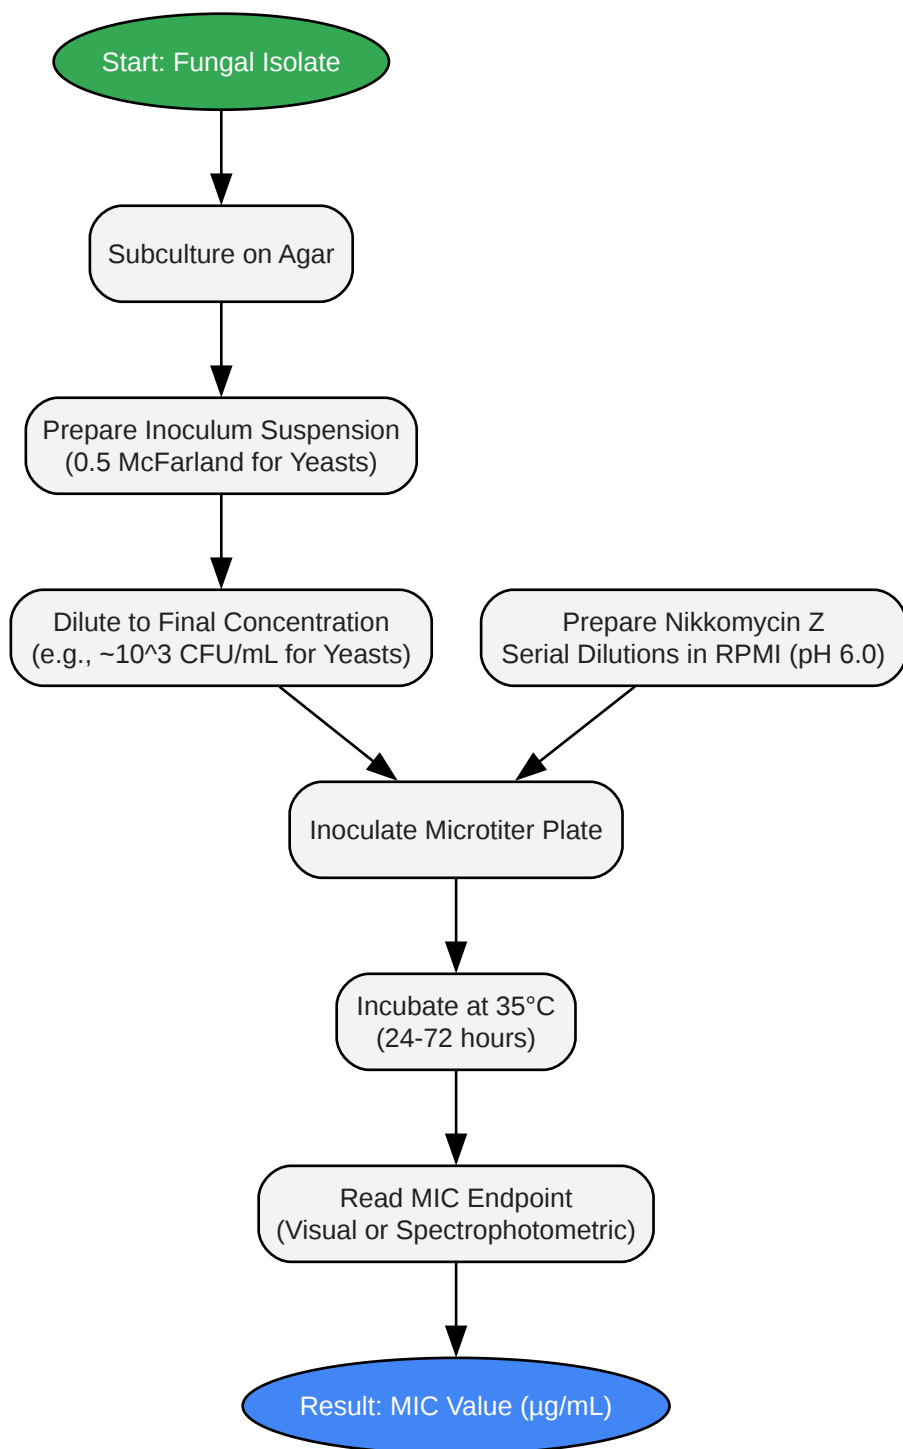 Start: Fungal Isolate
Subculture on Agar
Prepare Inoculum Suspension
(0.5 McFarland for Yeasts)
Dilute to Final Concentration
(e.g., ~10^3 CFU/mL for Yeasts)
Prepare Nikkomycin Z
Serial Dilutions in RPMI (pH 6.0)
Inoculate Microtiter Plate
Incubate at 35°C
(24-72 hours)
Read MIC Endpoint
(Visual or Spectrophotometric)
Result: MIC Value (µg/mL)